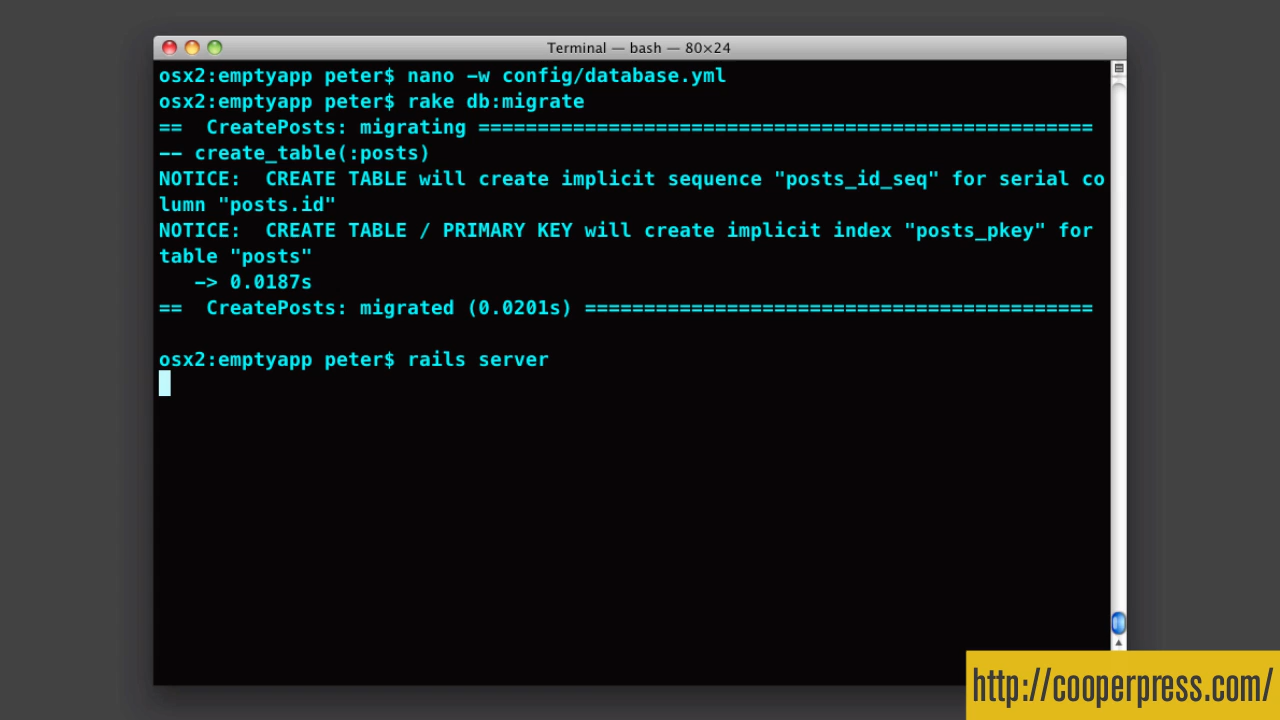 Terminal — bash — 80×24
osx2:emptyapp peter$ nano -w config/database.yml
osx2:emptyapp peter$ rake db:migrate
==  CreatePosts: migrating ====================================================
-- create_table(:posts)
NOTICE:  CREATE TABLE will create implicit sequence "posts_id_seq" for serial co
lumn "posts.id"
NOTICE:  CREATE TABLE / PRIMARY KEY will create implicit index "posts_pkey" for
table "posts"
   -> 0.0187s
==  CreatePosts: migrated (0.0201s) ===========================================
osx2:emptyapp peter$ rails server
http://cooperpress.com/